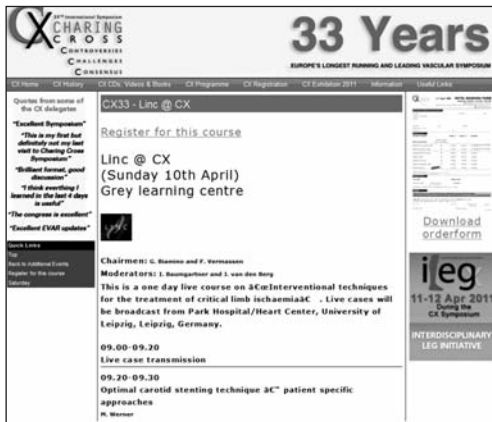 33rd International Symposium
CX CHARING
CROSS
CONTROVERSIES
CHALLENGES
CONSENSUS
33 Years
EUROPE'S LONGEST RUNNING AND LEADING VASCULAR SYMPOSIUM
CX Home CX History CX CDs, Videos & Books CX Programme CX Registration CX Exhibition 2011 Information Useful Links
Quotes from some of
the CX delegates
"Excellent Symposium"
"This is my first but
definitely not my last
visit to Charing Cross
Symposium"
"Brilliant format, good
discussion"
"I think everything I
learned in the last 4 days
is useful"
"The congress is excellent"
"Excellent EVAR updates"
Quick Links
Top
Back to Additional Events
Register for this course
Saturday
CX33 - Linc @ CX
Register for this course
Linc @ CX
(Sunday 10th April)
Grey learning centre
Chairmen: G. Biamino and F. Vermassen
Moderators: I. Baumgartner and J. van den Berg
This is a one day live course on âCœInterventional techniques
for the treatment of critical limb ischaemiaâ€ . Live cases will
be broadcast from Park Hospital/Heart Center, University of
Leipzig, Leipzig, Germany.
09.00-09.20
Live case transmission
09.20-09.30
Optimal carotid stenting technique â€" patient specific
approaches
M. Werner
Download
orderform
ileg
11-12 Apr 2011
During the
CX Symposium
INTERDISCIPLINARY
LEG INITIATIVE